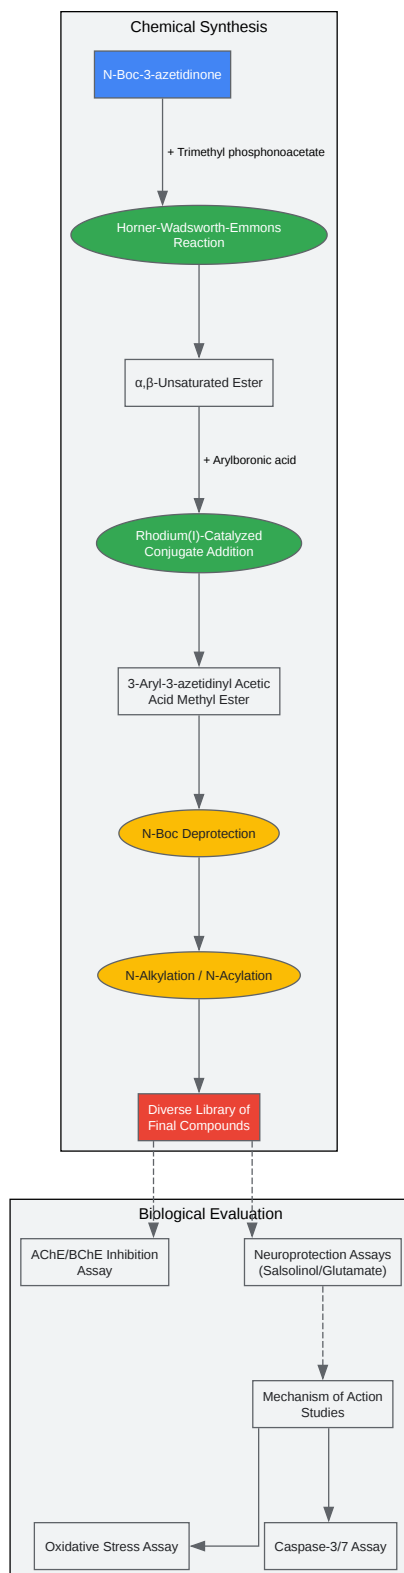 Chemical Synthesis
N-Boc-3-azetidinone
+ Trimethyl phosphonoacetate
Horner-Wadsworth-Emmons
Reaction
α,β-Unsaturated Ester
+ Arylboronic acid
Rhodium(I)-Catalyzed
Conjugate Addition
3-Aryl-3-azetidinyl Acetic
Acid Methyl Ester
N-Boc Deprotection
N-Alkylation / N-Acylation
Diverse Library of
Final Compounds
Biological Evaluation
AChE/BChE Inhibition
Assay
Neuroprotection Assays
(Salsolinol/Glutamate)
Mechanism of Action
Studies
Oxidative Stress Assay
Caspase-3/7 Assay